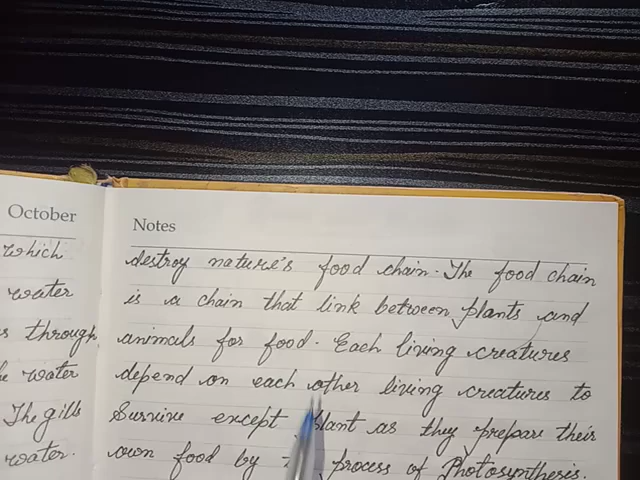 October
which
water
s through
e water
The gills
water.
Notes
destroy nature's food chain. The food chain
is a chain that link between plants and
animals for food. Each living creatures
depend on each other living creatures to
Survive except plant as they prepare their
own food by process of Photosynthesis.